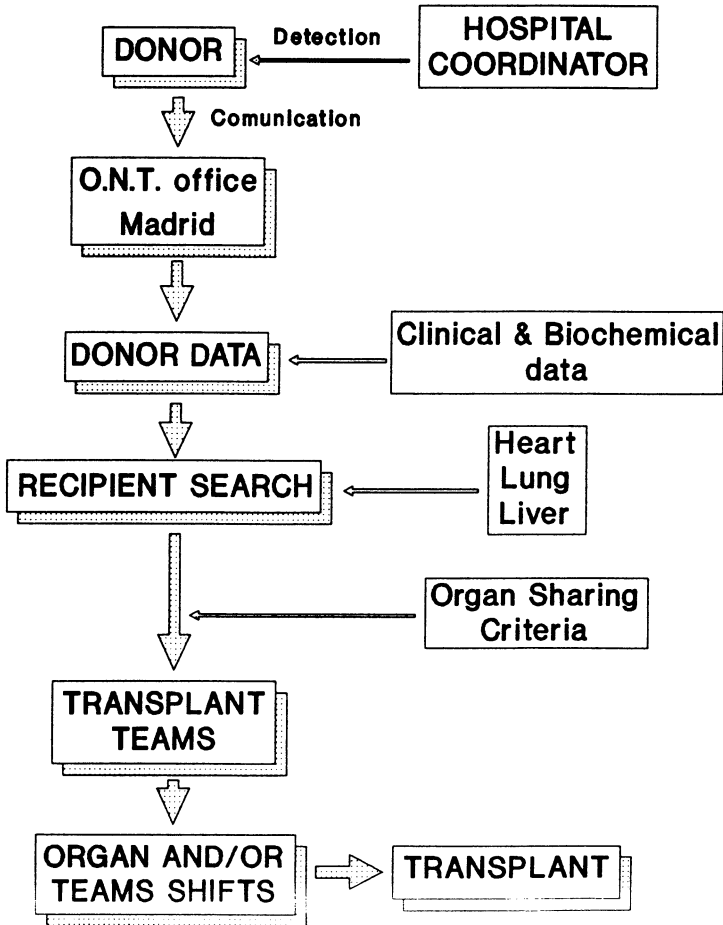 DONOR
Detection
HOSPITAL
COORDINATOR
Comunication
O.N.T. office
Madrid
DONOR DATA
Clinical & Biochemical
data
RECIPIENT SEARCH
Heart
Lung
Liver
Organ Sharing
Criteria
TRANSPLANT
TEAMS
ORGAN AND/OR
TEAMS SHIFTS
TRANSPLANT